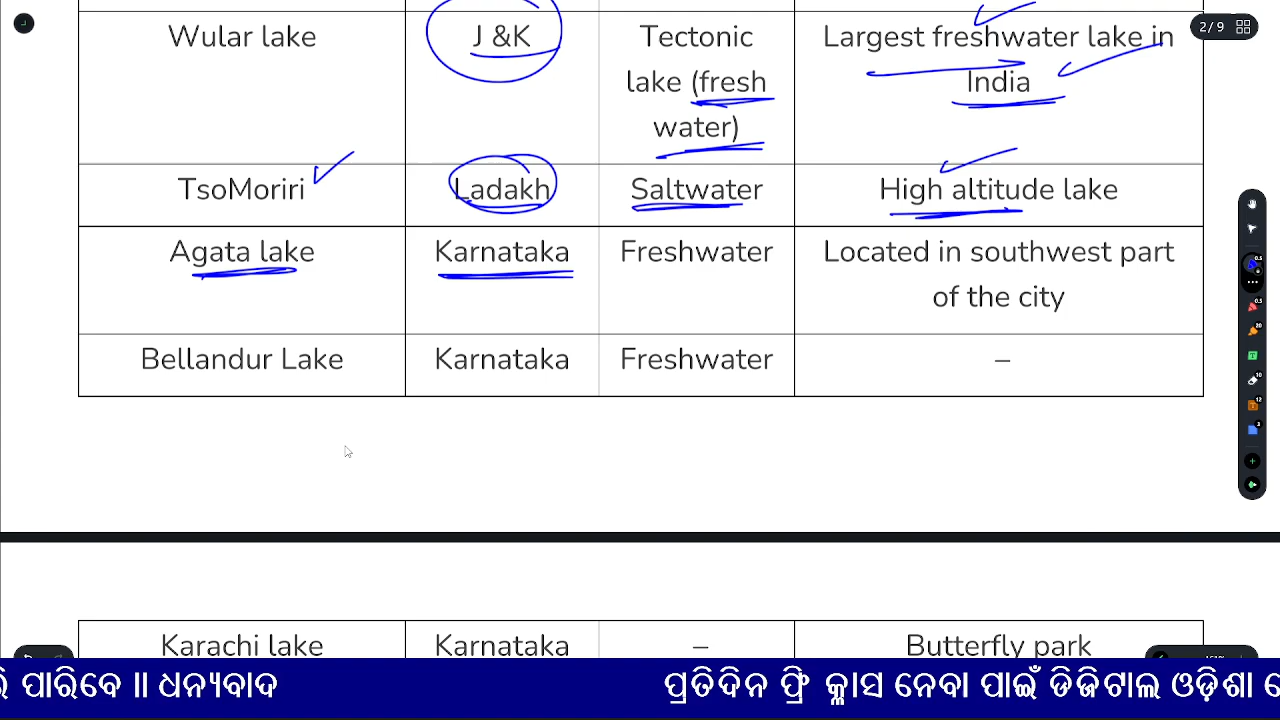 2/9
Wular lake
J &K
Tectonic
lake (fresh
water)
Largest freshwater lake in
India
TsoMoriri
Ladakh
Saltwater
High altitude lake
Agata lake
Karnataka
Freshwater
Located in southwest part
of the city
Bellandur Lake
Karnataka
Freshwater
–
Karachi lake
Karnataka
–
Butterfly park
ପାରିବେ ॥ ଧନ୍ୟବାଦ
ପ୍ରତିଦିନ ଫ୍ରି କ୍ଲାସ ନେବା ପାଇଁ ଡିଜିଟାଲ ଓଡ଼ିଶା